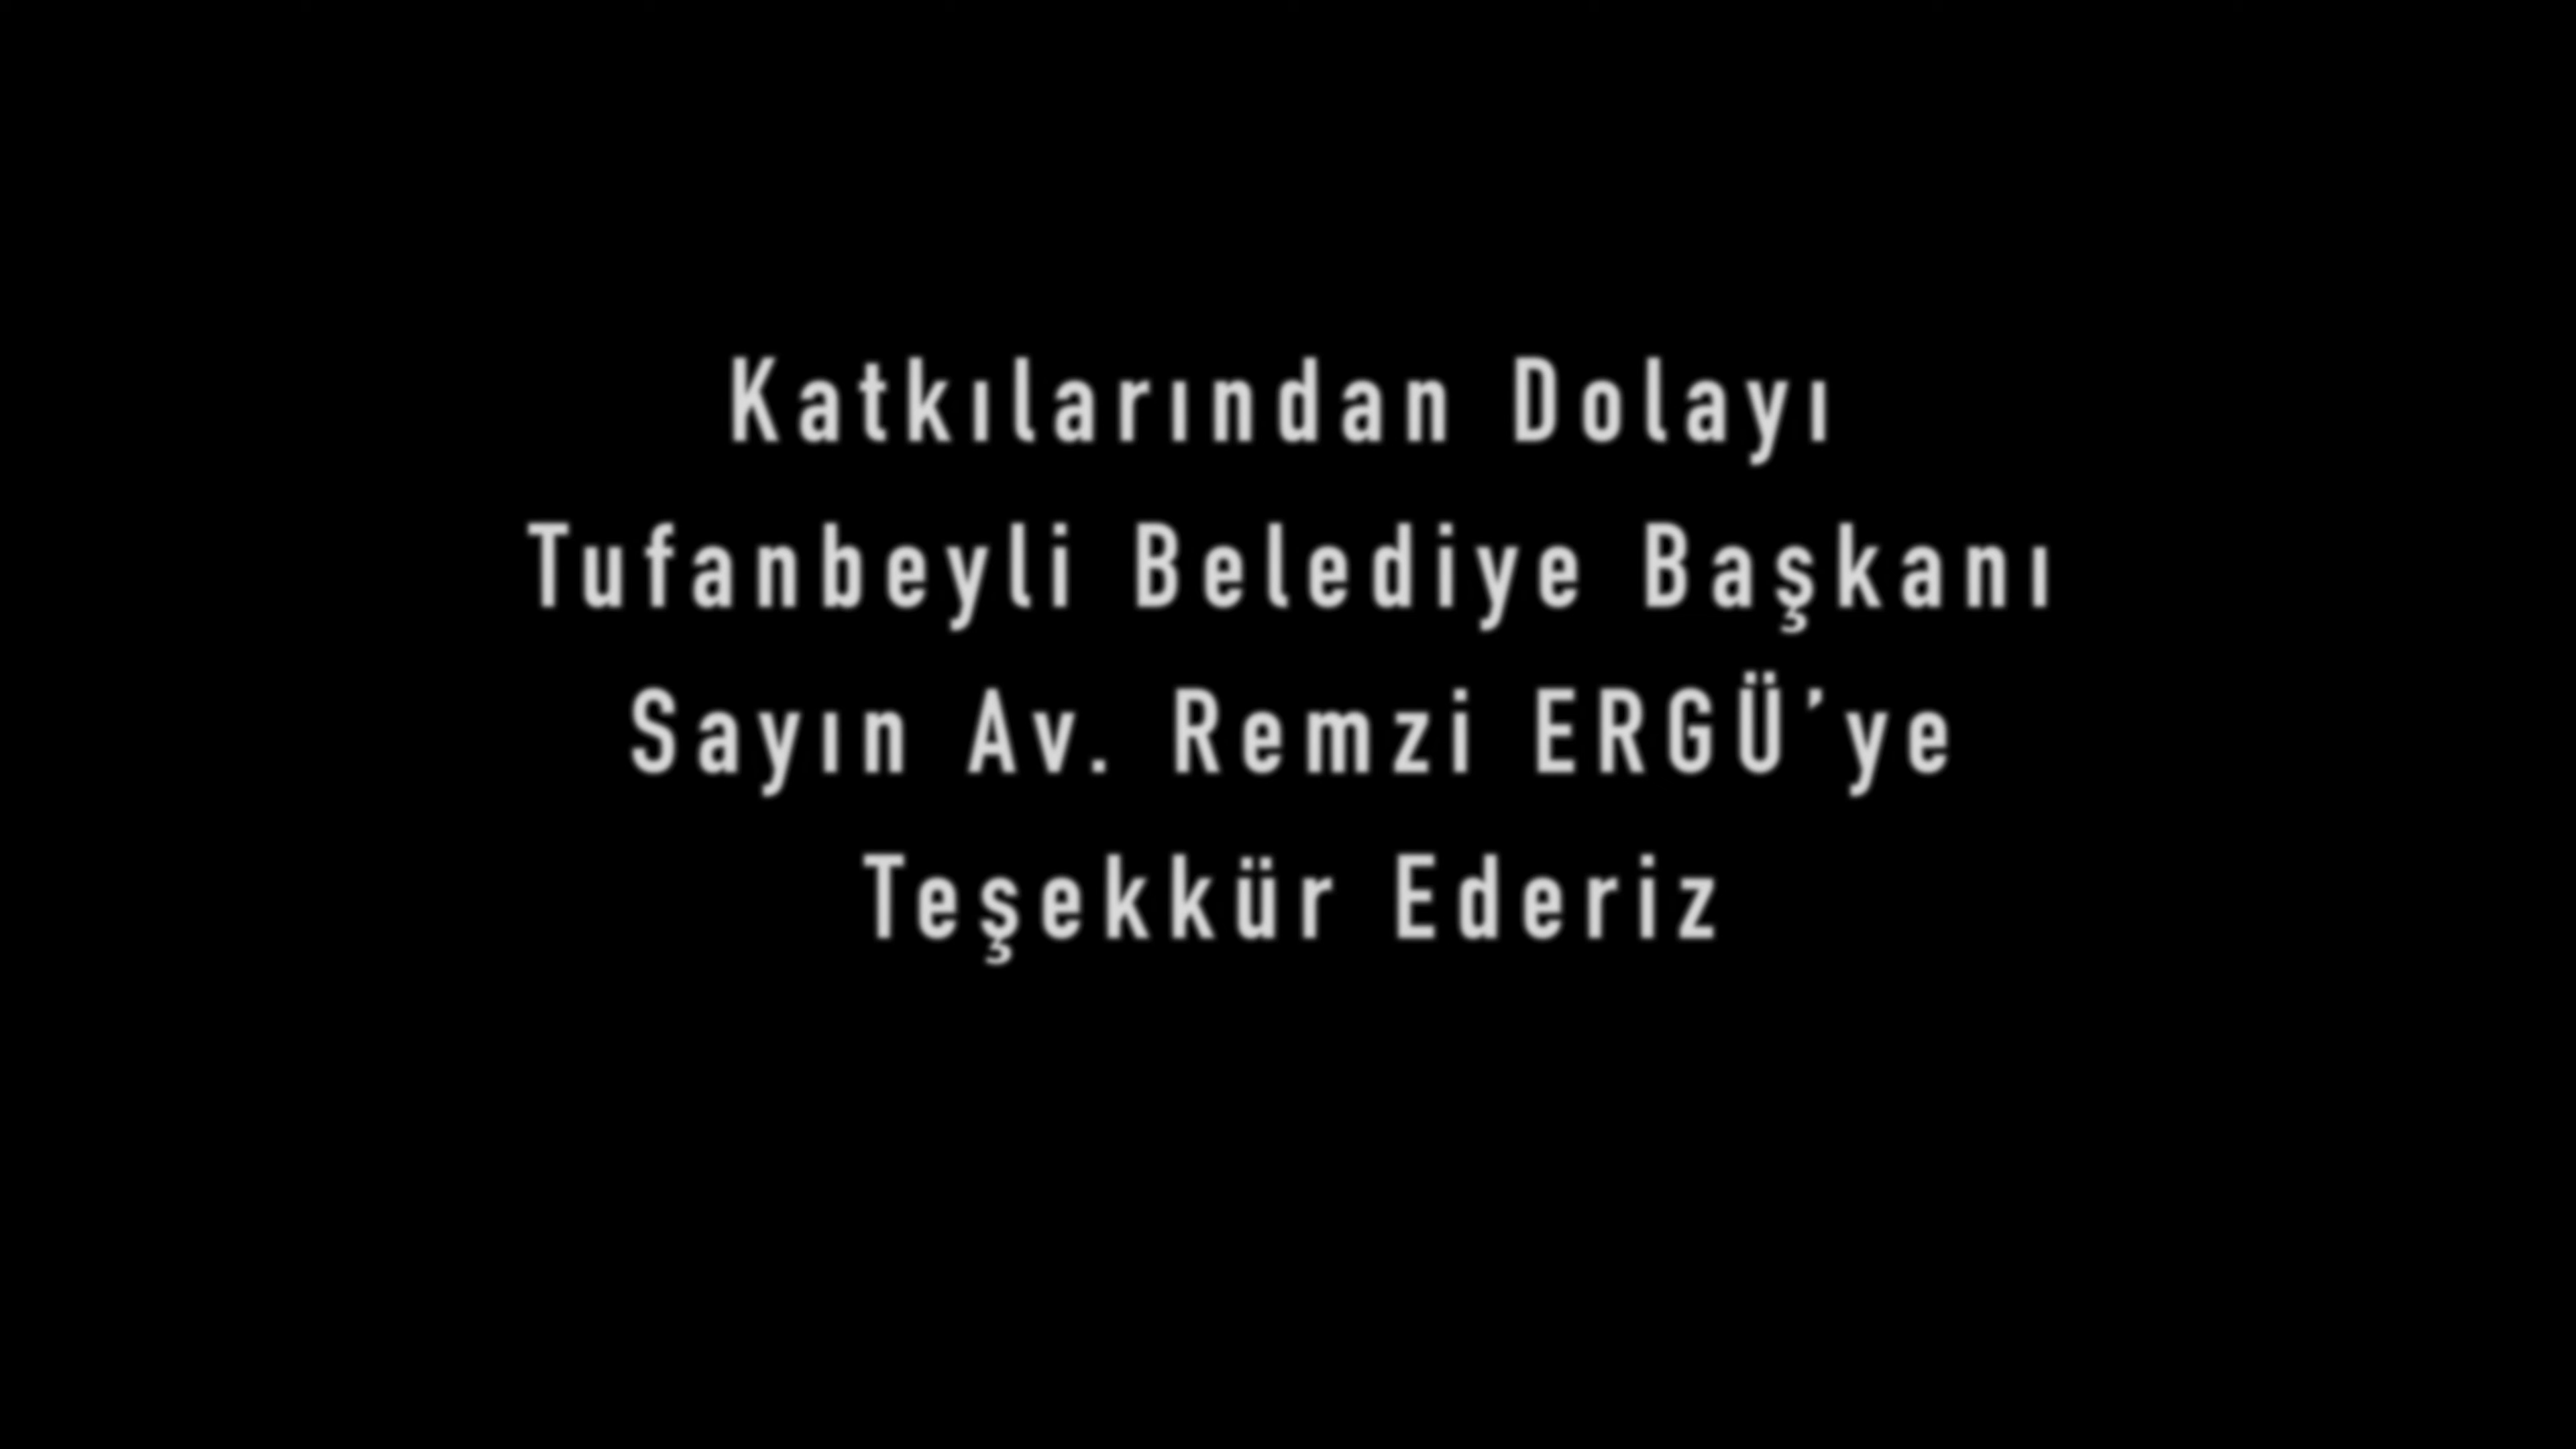 Katkılarından Dolayı
Tufanbeyli Belediye Başkanı
Sayın Av. Remzi ERGÜ’ye
Teşekkür Ederiz